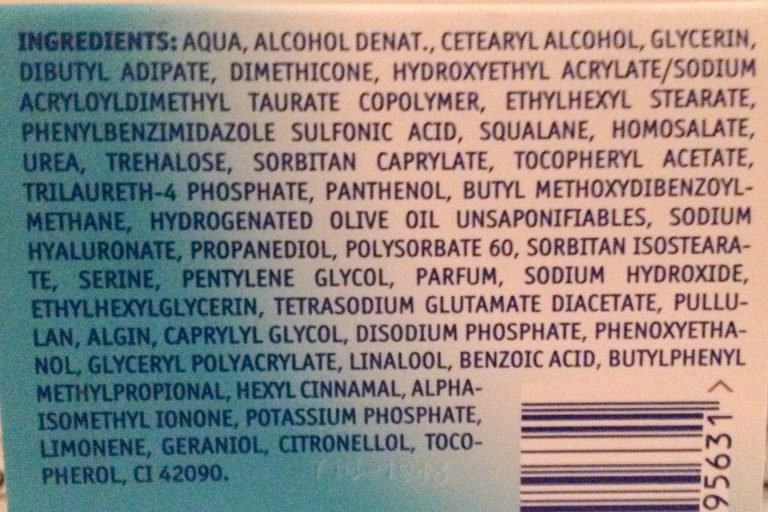 INGREDIENTS: AQUA, ALCOHOL DENAT., CETEARYL ALCOHOL, GLYCERIN,
DIBUTYL ADIPATE, DIMETHICONE, HYDROXYETHYL ACRYLATE/SODIUM
ACRYLOYLDIMETHYL TAURATE COPOLYMER, ETHYLHEXYL STEARATE,
PHENYLBENZIMIDAZOLE SULFONIC ACID, SQUALANE, HOMOSALATE,
UREA, TREHALOSE, SORBITAN CAPRYLATE, TOCOPHERYL ACETATE,
TRILAURETH-4 PHOSPHATE, PANTHENOL, BUTYL METHOXYDIBENZOYL-
METHANE, HYDROGENATED OLIVE OIL UNSAPONIFIABLES, SODIUM
HYALURONATE, PROPANEDIOL, POLYSORBATE 60, SORBITAN ISOSTEARA-
TE, SERINE, PENTYLENE GLYCOL, PARFUM, SODIUM HYDROXIDE,
ETHYLHEXYLGLYCERIN, TETRASODIUM GLUTAMATE DIACETATE, PULLU-
LAN, ALGIN, CAPRYLYL GLYCOL, DISODIUM PHOSPHATE, PHENOXYETHA-
NOL, GLYCERYL POLYACRYLATE, LINALOOL, BENZOIC ACID, BUTYLPHENYL
METHYLPROPIONAL, HEXYL CINNAMAL, ALPHA-
ISOMETHYL IONONE, POTASSIUM PHOSPHATE,
LIMONENE, GERANIOL, CITRONELLOL, TOCO-
PHEROL, CI 42090.
95631 >